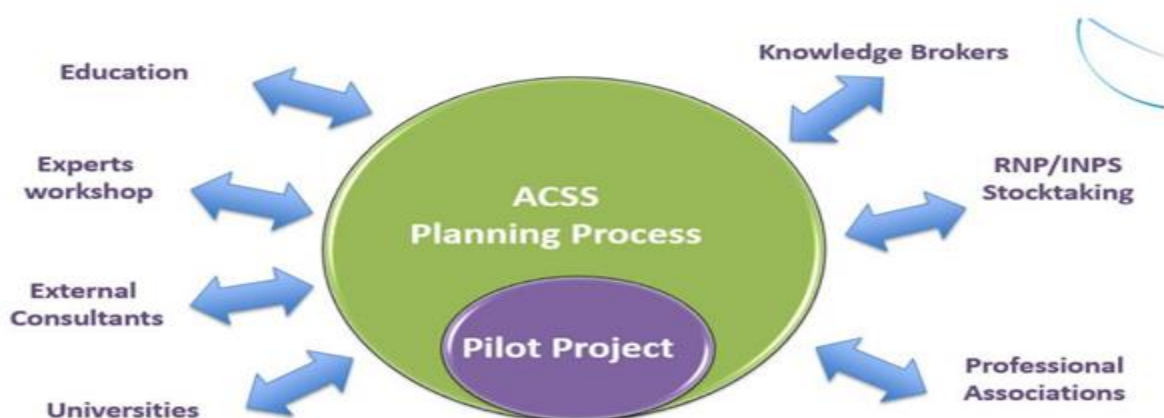 Education
Experts
workshop
External
Consultants
Universities
ACSS
Planning Process
Pilot Project
Knowledge Brokers
RNP/INPS
Stocktaking
Professional
Associations